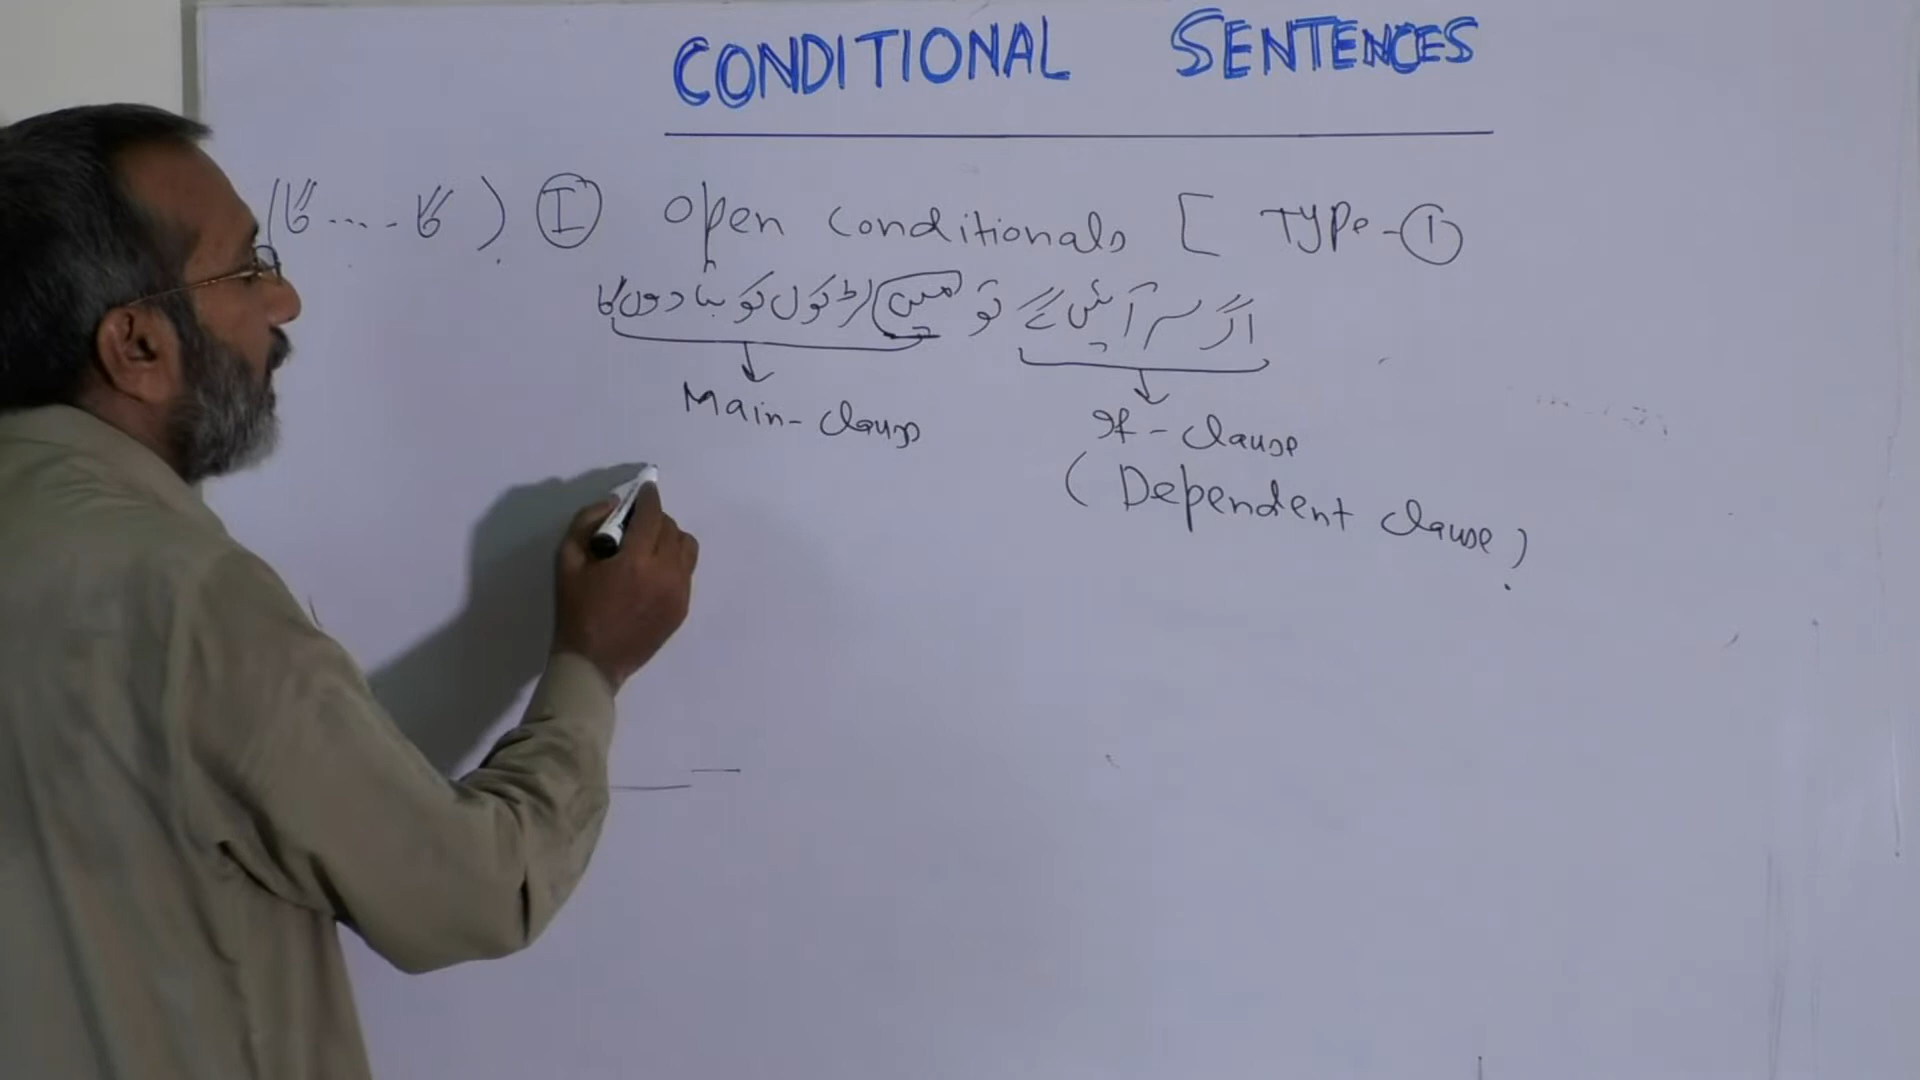 CONDITIONAL SENTENCES
(گا .... گا) I Open Conditionals [ Type-1
اگر سر آئیں گے تو میں لڑکوں کو بتا دوں گا
Main-Clause
If-Clause
(Dependent Clause)